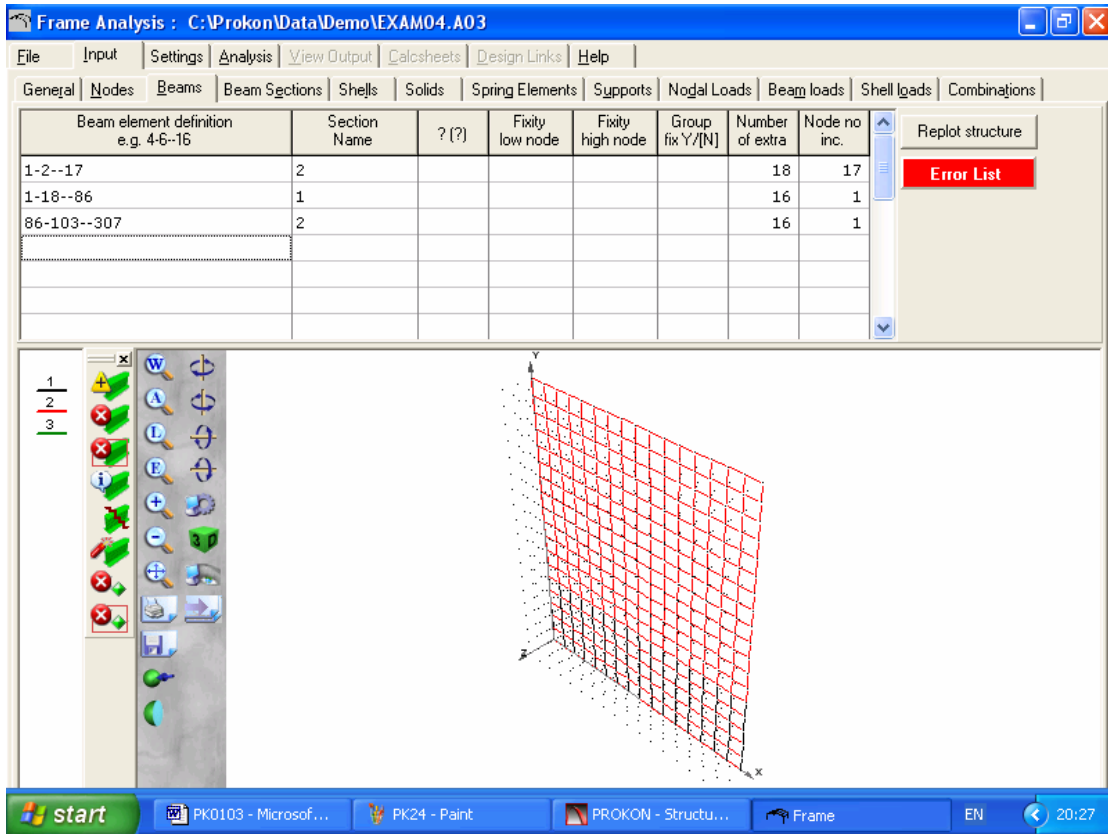 Frame Analysis : C:\Prokon\Data\Demo\EXAM04.A03
File Input Settings Analysis View Output Calcsheets Design Links Help
General Nodes Beams Beam Sections Shells Solids Spring Elements Supports Nodal Loads Beam loads Shell loads Combinations
Beam element definition Section ? (?) Fixity Fixity Group Number Node no
e.g. 4-6--16 Name low node high node fix Y/[N] of extra inc.
Replot structure
1-2--17 2 18 17
Error List
1-18--86 1 16 1
86-103--307 2 16 1
1
2
3
W
A
L
E
3D
Y
Z
X
start PK0103 - Microsof... PK24 - Paint PROKON - Structu... Frame EN 20:27